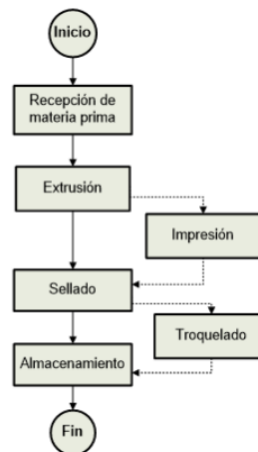 Inicio
Recepción de
materia prima
Extrusión
Impresión
Sellado
Troquelado
Almacenamiento
Fin